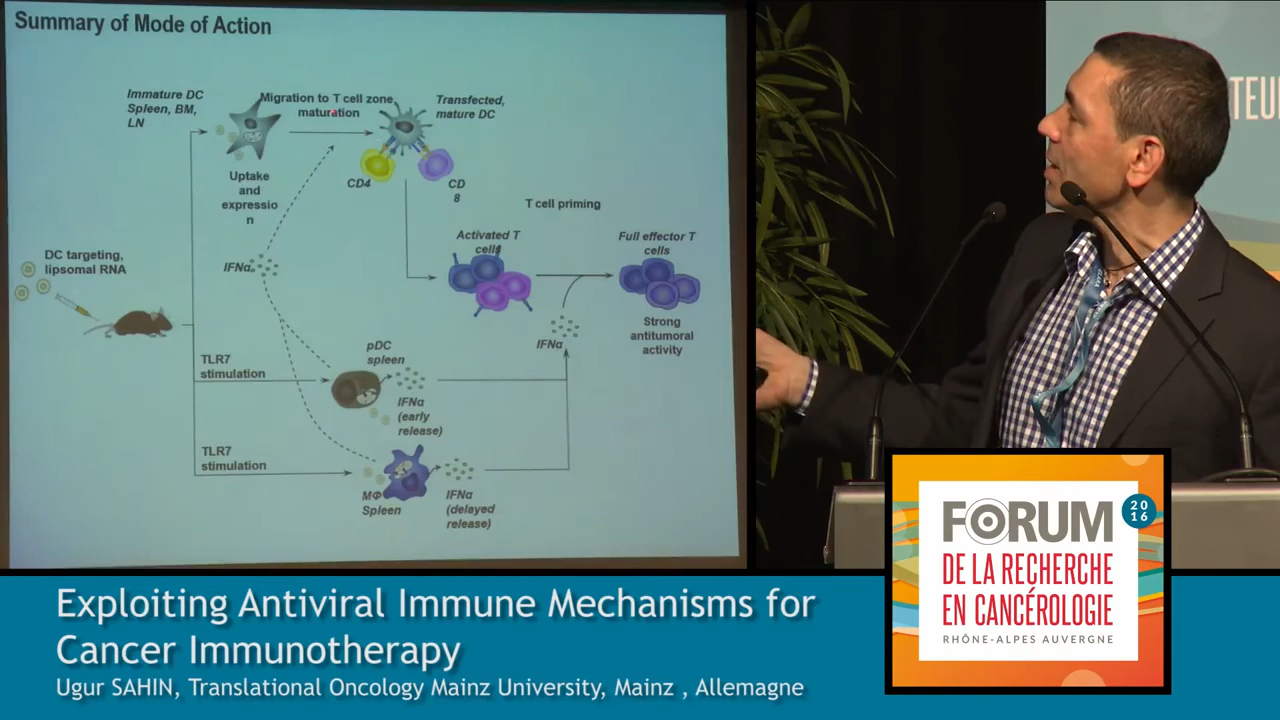 Summary of Mode of Action
Immature DC
Spleen, BM,
LN
Migration to T cell zone,
maturation
Transfected,
mature DC
CD4
CD
8
Uptake
and
expressio
n
T cell priming
DC targeting,
lipsomal RNA
IFNα
Activated T
cells
Full effector T
cells
Strong
antitumoral
activity
IFNα
TLR7
stimulation
pDC
spleen
IFNα
(early
release)
TLR7
stimulation
MΦ
Spleen
IFNα
(delayed
release)
TEU
FORUM
20
16
DE LA RECHERCHE
EN CANCÉROLOGIE
RHÔNE-ALPES AUVERGNE
Exploiting Antiviral Immune Mechanisms for
Cancer Immunotherapy
Ugur SAHIN, Translational Oncology Mainz University, Mainz , Allemagne